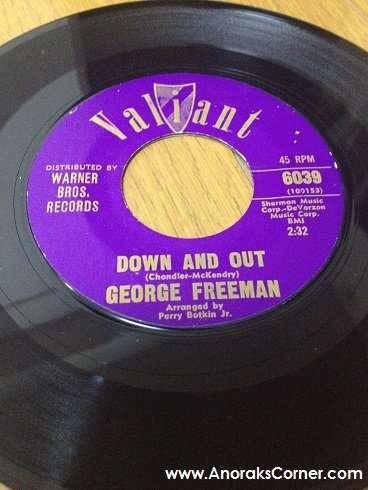 Valiant
DISTRIBUTED BY
WARNER
BROS.
RECORDS
45 RPM
6039
(100153)
Sherman Music
Corp.-DeVorzon
Music Corp.
BMI
2:32
DOWN AND OUT
(Chandler-McKendry)
GEORGE FREEMAN
Arranged by
Perry Botkin Jr.
www.AnoraksCorner.com